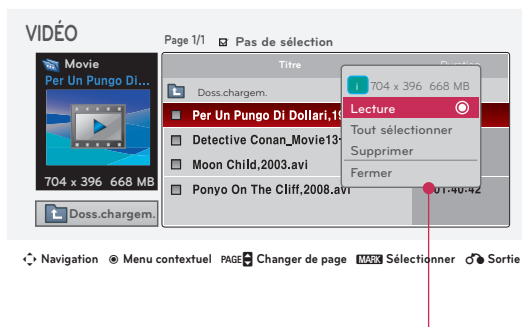 VIDÉO
Page 1/1 Pas de sélection
Movie
Per Un Pungo Di...
704 x 396 668 MB
Doss.chargem.
Titre
Doss.chargem.
Per Un Pungo Di Dollari,19
Detective Conan_Movie13-
Moon Child,2003.avi
Ponyo On The Cliff,2008.avi
01:40:42
i 704 x 396 668 MB
Lecture
Tout sélectionner
Supprimer
Fermer
Navigation Menu contextuel PAGE Changer de page MARK Sélectionner Sortie